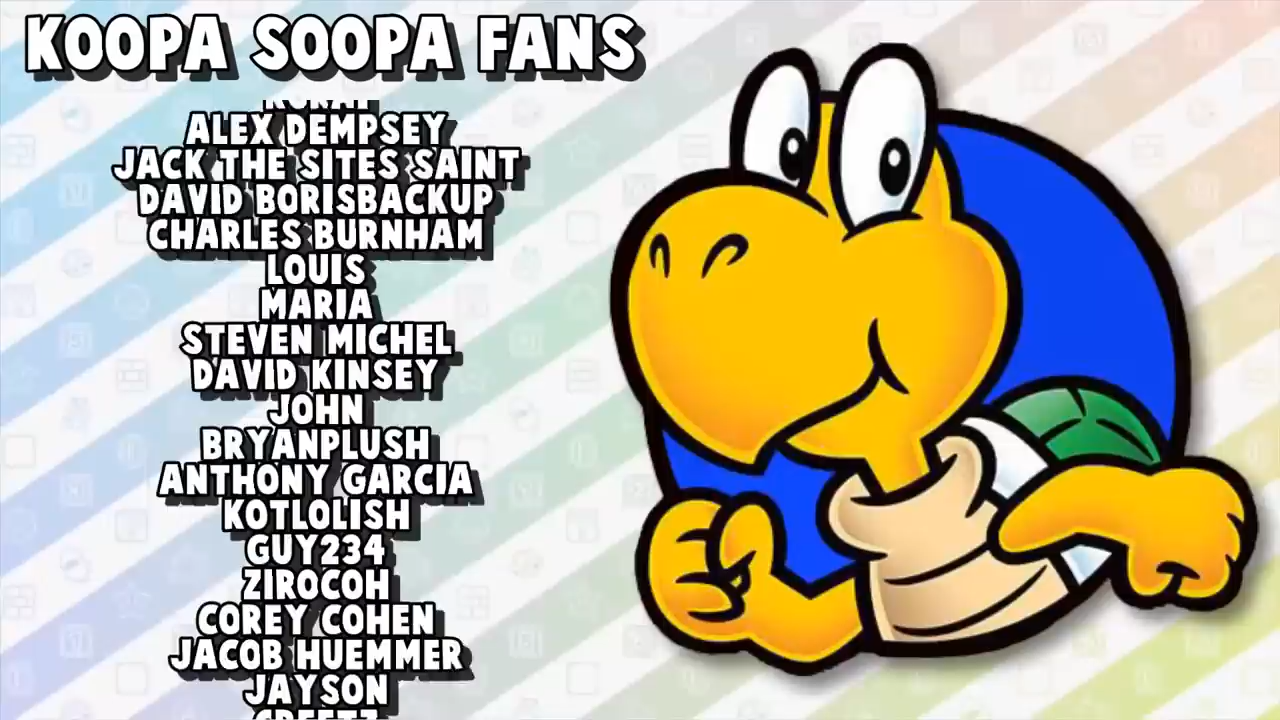 KOOPA SOOPA FANS
ALEX DEMPSEY
JACK THE SITES SAINT
DAVID BORISBACKUP
CHARLES BURNHAM
LOUIS
MARIA
STEVEN MICHEL
DAVID KINSEY
JOHN
BRYANPLUSH
ANTHONY GARCIA
KOTLOLISH
GUY234
ZIROCOH
COREY COHEN
JACOB HUEMMER
JAYSON